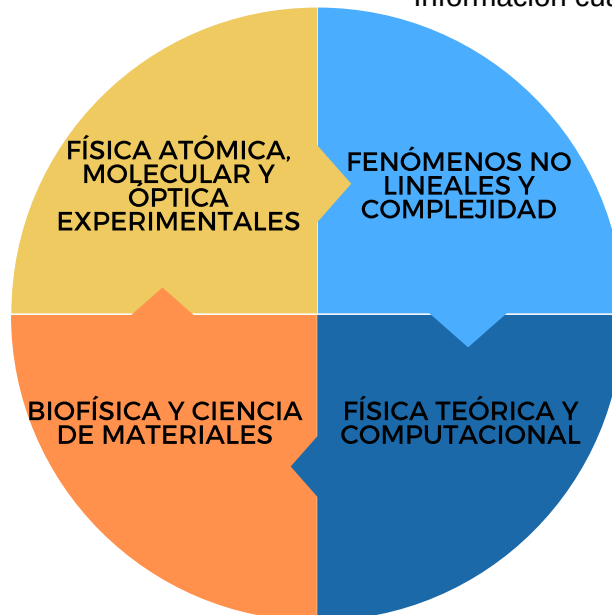 FÍSICA ATÓMICA,
MOLECULAR Y
ÓPTICA
EXPERIMENTALES
FENÓMENOS NO
LINEALES Y
COMPLEJIDAD
BIOFÍSICA Y CIENCIA
DE MATERIALES
FÍSICA TEÓRICA Y
COMPUTACIONAL